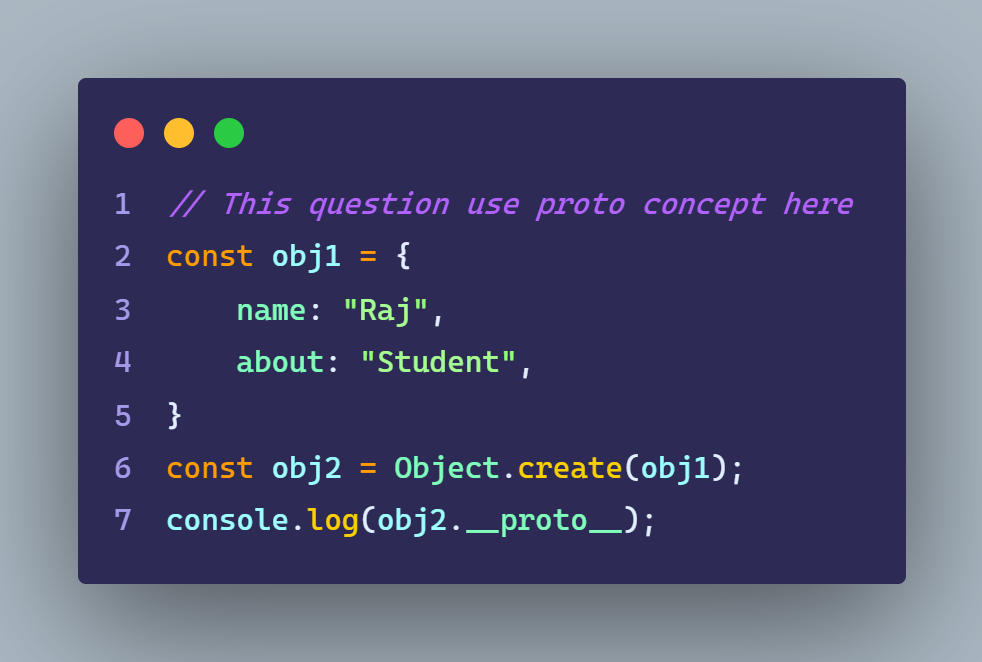 1 // This question use proto concept here
2 const obj1 = {
3     name: "Raj",
4     about: "Student",
5 }
6 const obj2 = Object.create(obj1);
7 console.log(obj2.__proto__);